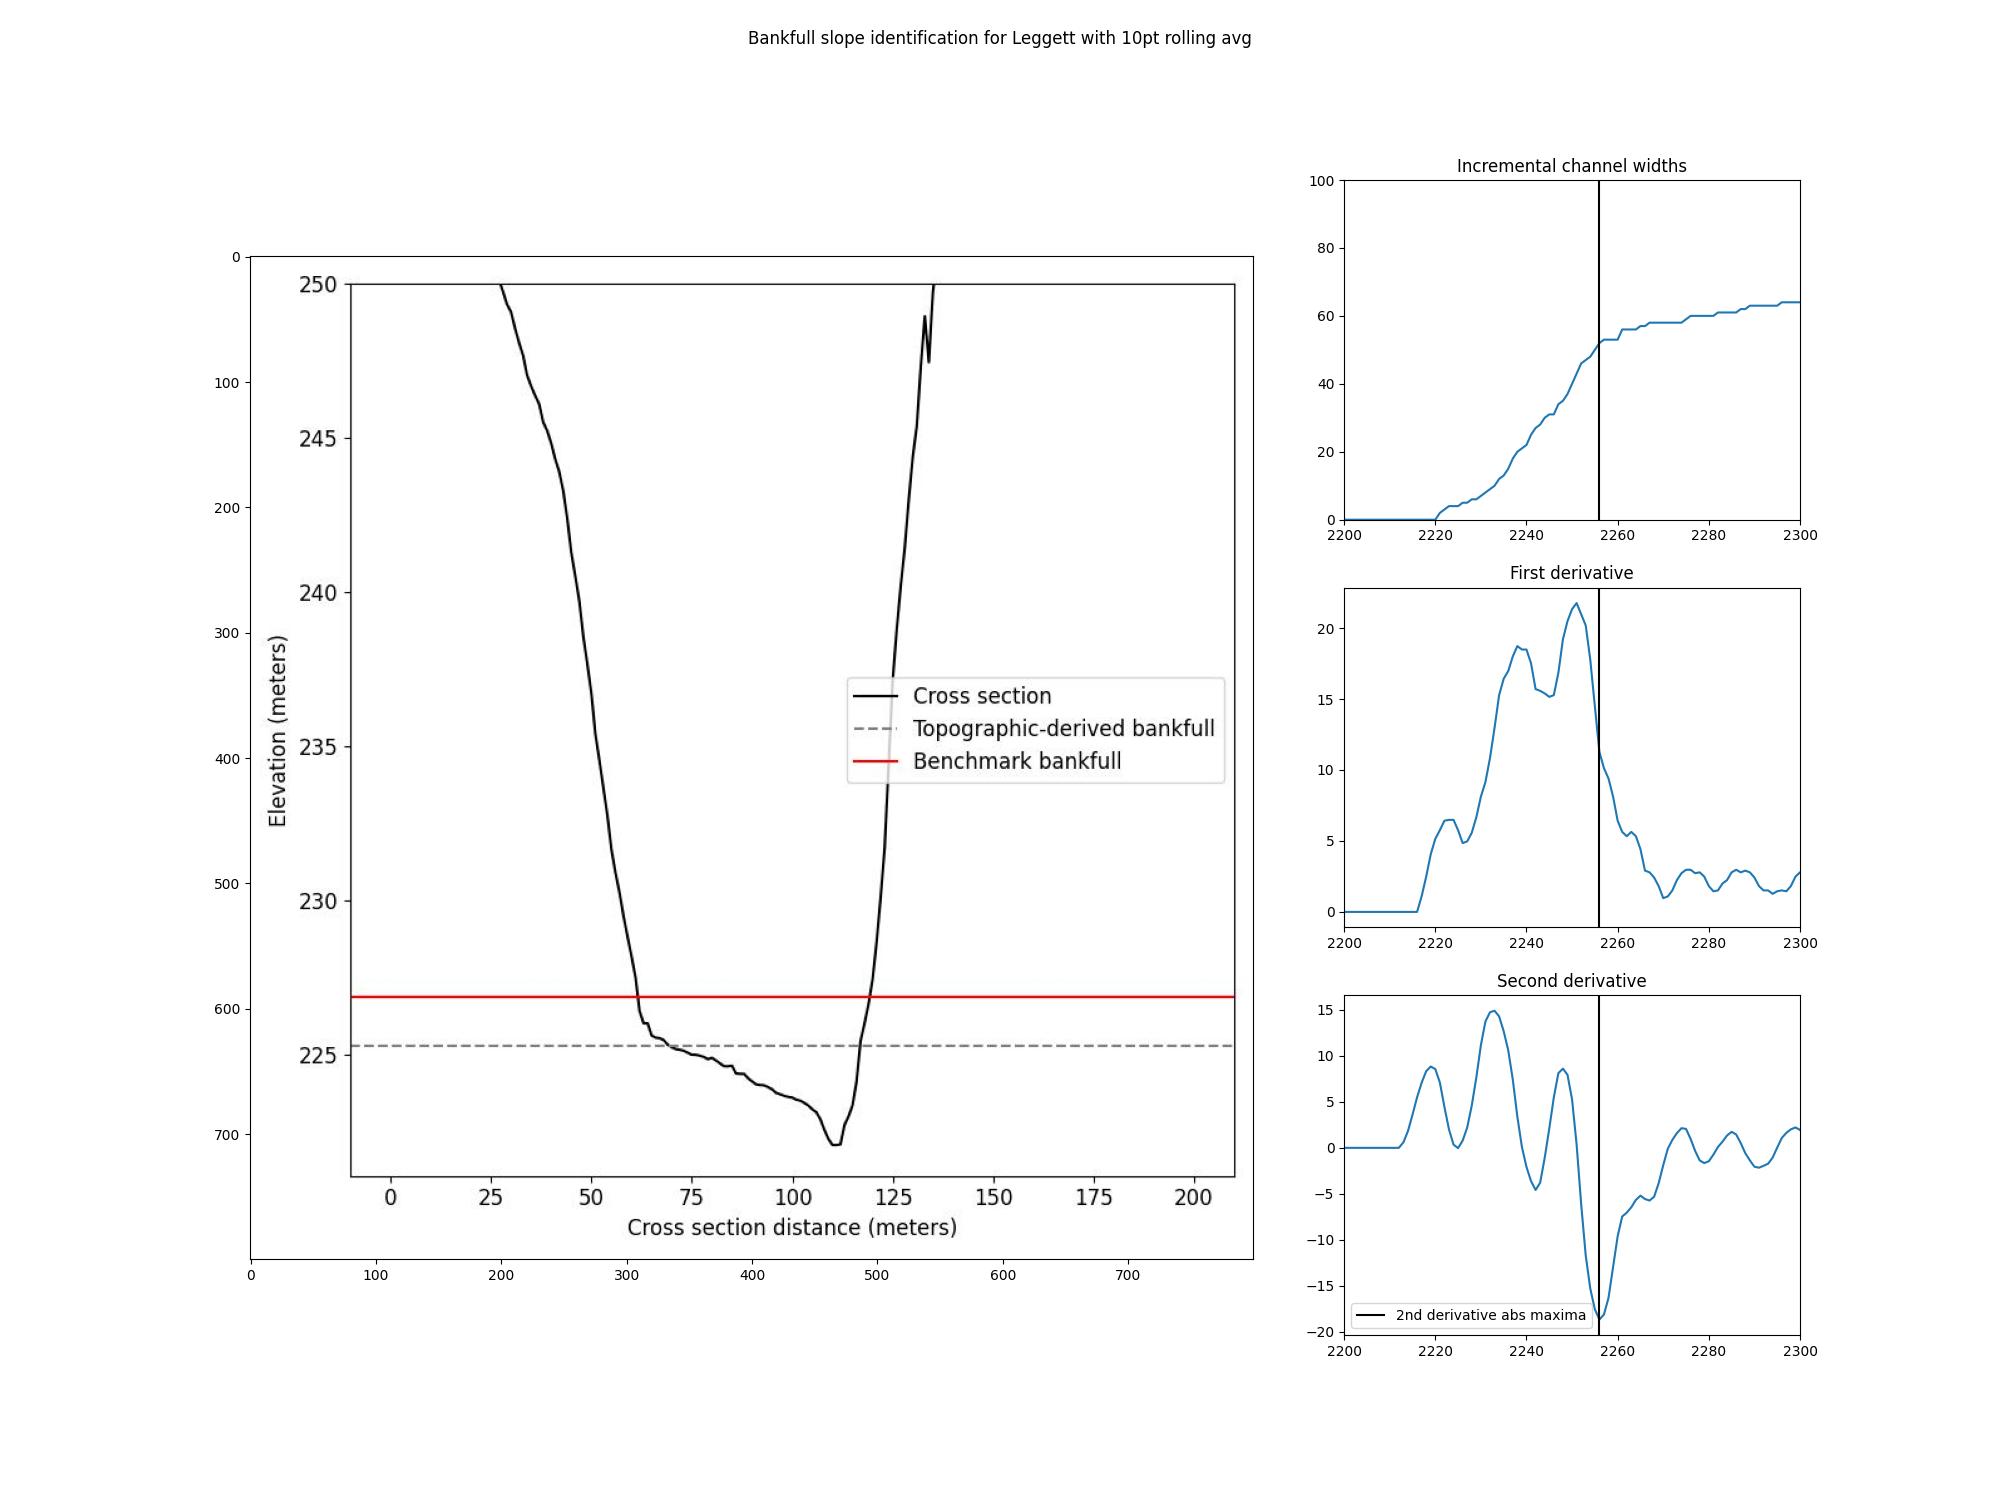 Bankfull slope identification for Leggett with 10pt rolling avg
0
100
200
300
400
500
600
700
250
245
240
235
230
225
Elevation (meters)
Cross section
Topographic-derived bankfull
Benchmark bankfull
0 25 50 75 100 125 150 175 200
Cross section distance (meters)
0 100 200 300 400 500 600 700
Incremental channel widths
100
80
60
40
20
0
2200 2220 2240 2260 2280 2300
First derivative
20
15
10
5
0
2200 2220 2240 2260 2280 2300
Second derivative
15
10
5
0
−5
−10
−15
−20
2nd derivative abs maxima
2200 2220 2240 2260 2280 2300